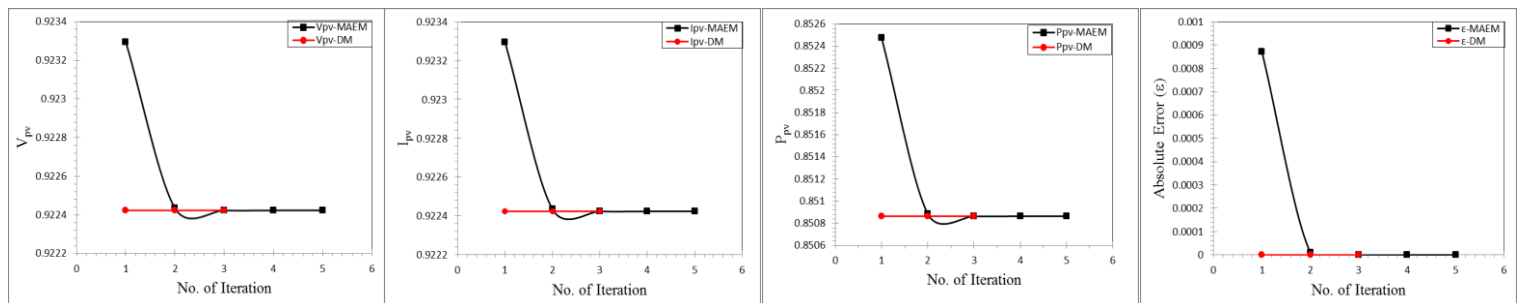 0.9234
0.9232
0.923
0.9228
0.9226
0.9224
0.9222
Vpv
0 1 2 3 4 5 6
No. of Iteration
Vpv-MAEM
Vpv-DM
0.9234
0.9232
0.923
0.9228
0.9226
0.9224
0.9222
Ipv
0 1 2 3 4 5 6
No. of Iteration
Ipv-MAEM
Ipv-DM
0.8526
0.8524
0.8522
0.852
0.8518
0.8516
0.8514
0.8512
0.851
0.8508
0.8506
Ppv
0 1 2 3 4 5 6
No. of Iteration
Ppv-MAEM
Ppv-DM
0.001
0.0009
0.0008
0.0007
0.0006
0.0005
0.0004
0.0003
0.0002
0.0001
0
Absolute Error (ε)
0 1 2 3 4 5 6
No. of Iteration
ε-MAEM
ε-DM